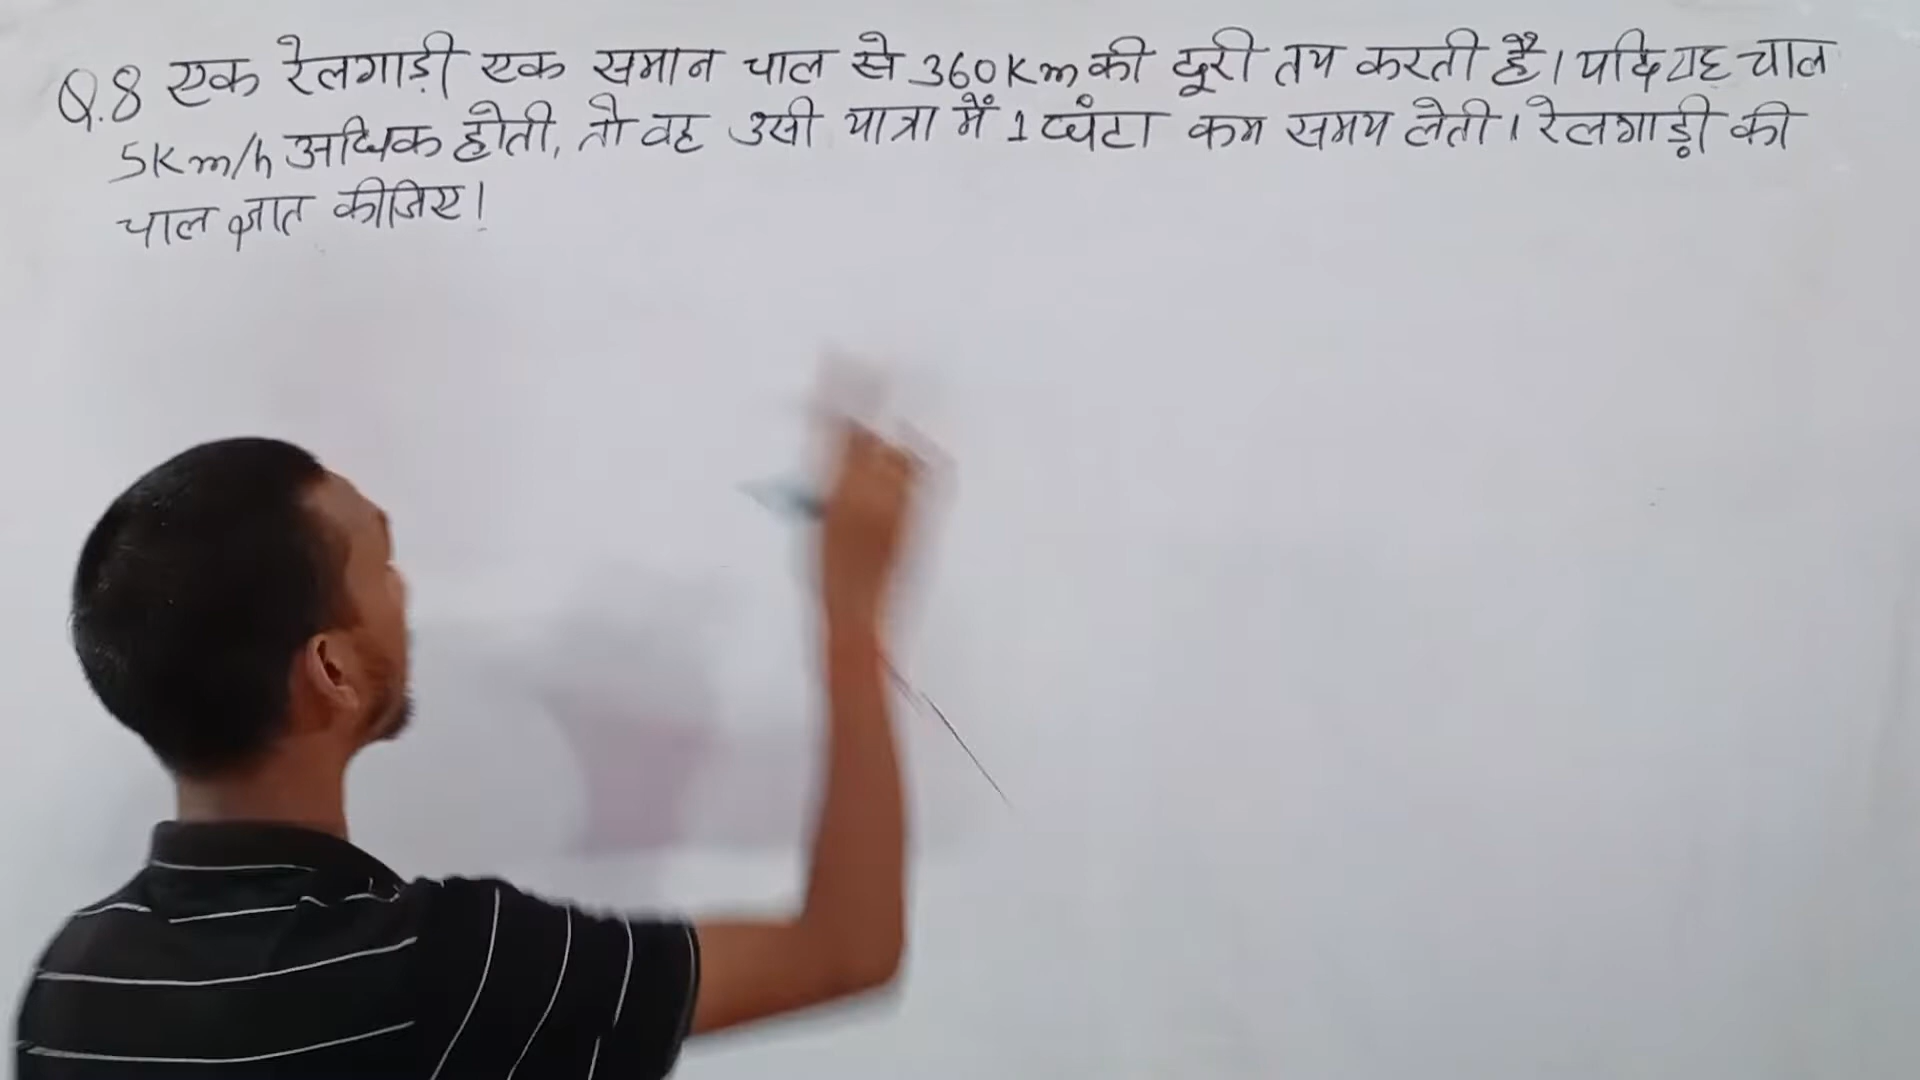 Q.8 एक रेलगाड़ी एक समान चाल से 360Km की दूरी तय करती है। यदि यह चाल
5Km/h अधिक होती, तो वह उसी यात्रा में 1 घंटा कम समय लेती। रेलगाड़ी की
चाल ज्ञात कीजिए।